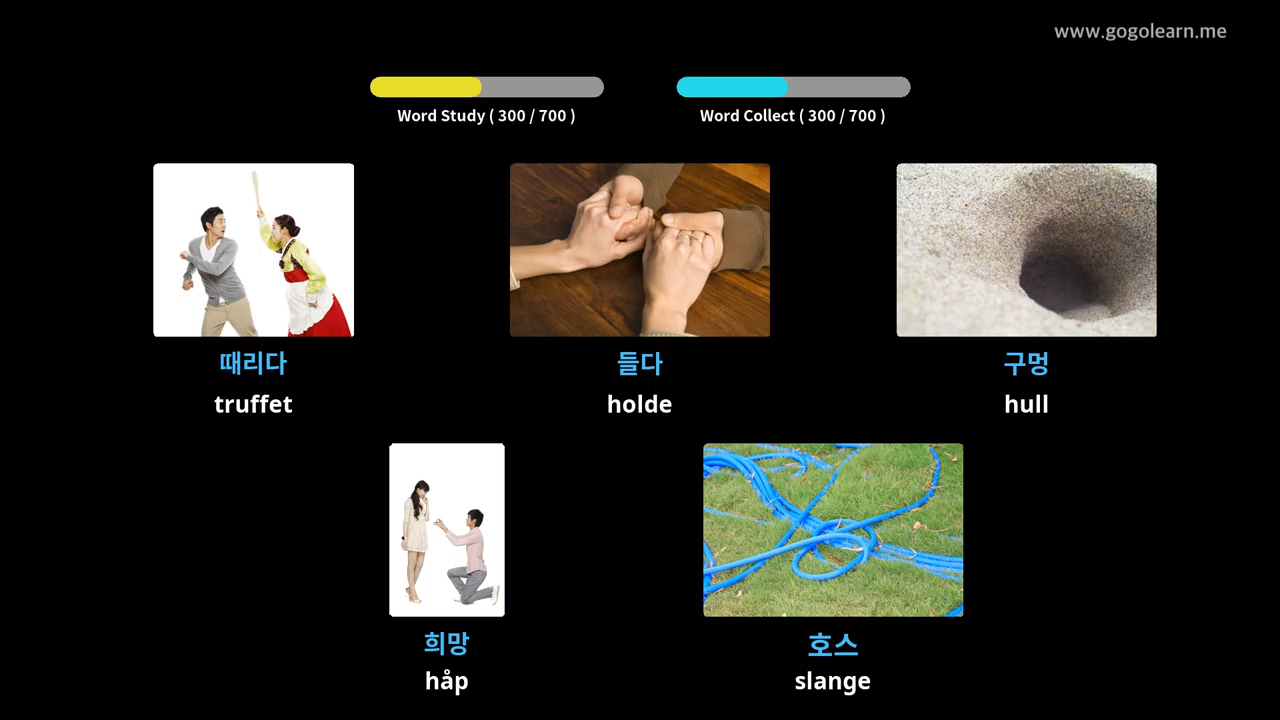 www.gogolearn.me
Word Study ( 300 / 700 )
Word Collect ( 300 / 700 )
때리다
truffet
들다
holde
구멍
hull
희망
håp
호스
slange